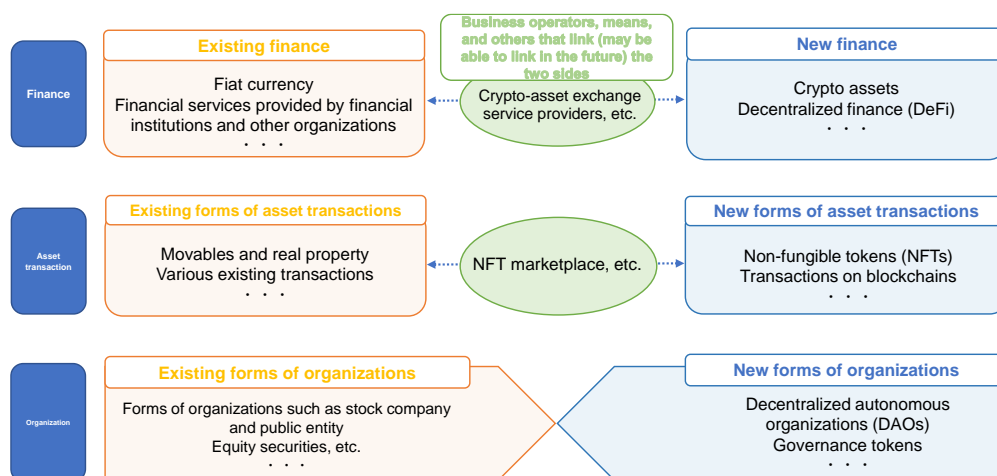 Business operators, means,
and others that link (may be
able to link in the future) the
two sides
Finance
Existing finance
Fiat currency
Financial services provided by financial
institutions and other organizations
・・・
Crypto-asset exchange
service providers, etc.
New finance
Crypto assets
Decentralized finance (DeFi)
・・・
Asset
transaction
Existing forms of asset transactions
Movables and real property
Various existing transactions
・・・
NFT marketplace, etc.
New forms of asset transactions
Non-fungible tokens (NFTs)
Transactions on blockchains
・・・
Organization
Existing forms of organizations
Forms of organizations such as stock company
and public entity
Equity securities, etc.
・・・
New forms of organizations
Decentralized autonomous
organizations (DAOs)
Governance tokens
・・・